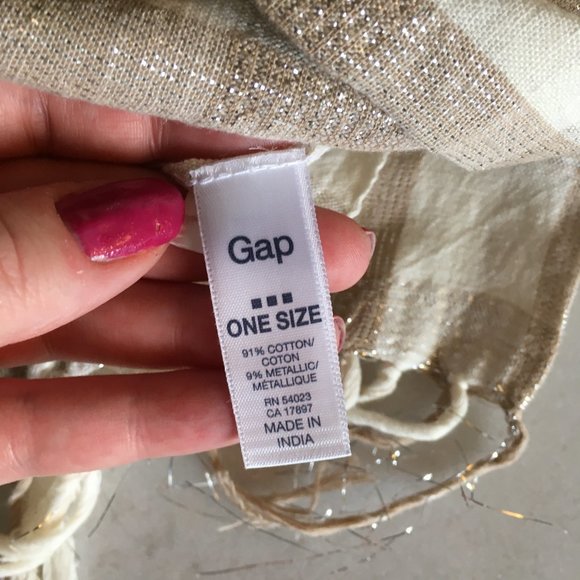 Gap
ONE SIZE
91% COTTON/
COTON
9% METALLIC/
MÉTALLIQUE
RN 54023
CA 17897
MADE IN
INDIA